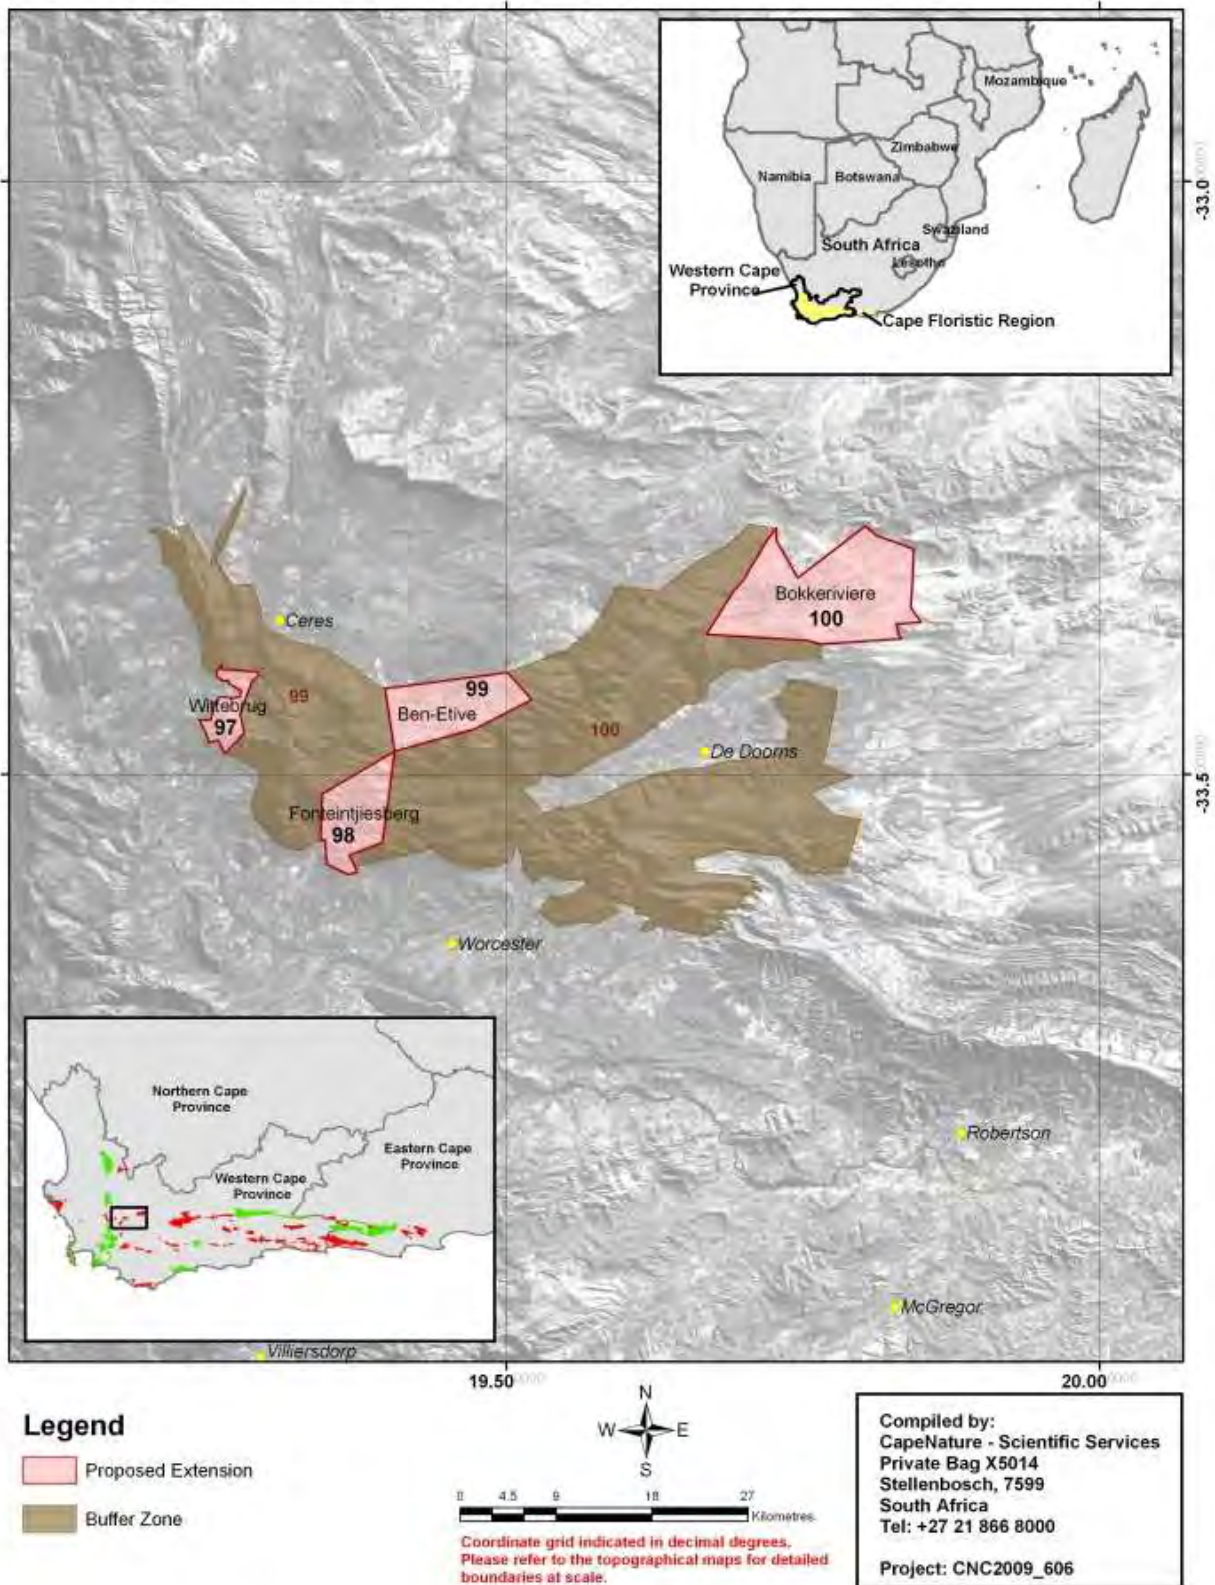 Mozambique
Zimbabwe
Namibia
Botswana
Swaziland
South Africa
Lesotho
Western Cape
Province
Cape Floristic Region
-33.0
Bokkeriviere
100
Ceres
Wittebrug
97
99
99
Ben-Etive
100
De Doorns
-33.5
Fonteintjiesberg
98
Worcester
Northern Cape
Province
Eastern Cape
Province
Western Cape
Province
Robertson
McGregor
Villiersdorp
19.50
20.00
Legend
Proposed Extension
Buffer Zone
N
W E
S
0 4.5 9 18 27
Kilometres
Coordinate grid indicated in decimal degrees.
Please refer to the topographical maps for detailed
boundaries at scale.
Compiled by:
CapeNature - Scientific Services
Private Bag X5014
Stellenbosch, 7599
South Africa
Tel: +27 21 866 8000
Project: CNC2009_606